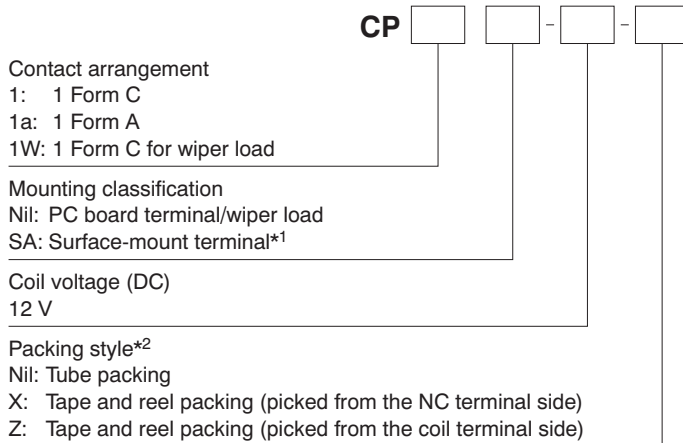 CP - -
Contact arrangement
1: 1 Form C
1a: 1 Form A
1W: 1 Form C for wiper load
Mounting classification
Nil: PC board terminal/wiper load
SA: Surface-mount terminal*1
Coil voltage (DC)
12 V
Packing style*2
Nil: Tube packing
X: Tape and reel packing (picked from the NC terminal side)
Z: Tape and reel packing (picked from the coil terminal side)